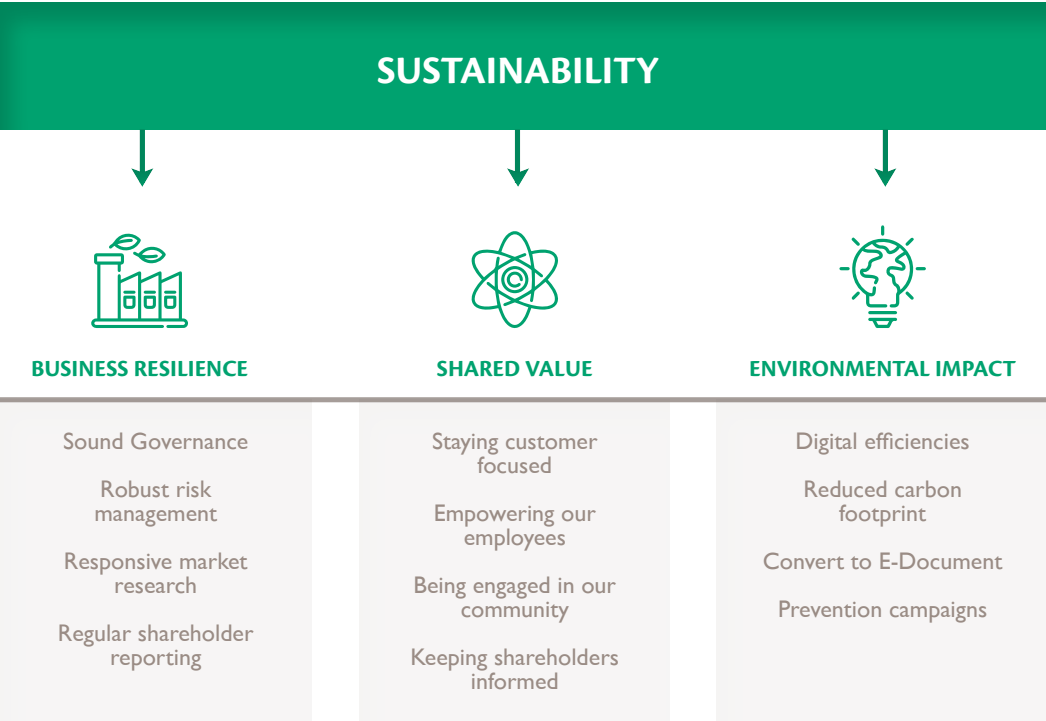 SUSTAINABILITY
BUSINESS RESILIENCE
Sound Governance
Robust risk
management
Responsive market
research
Regular shareholder
reporting
SHARED VALUE
Staying customer
focused
Empowering our
employees
Being engaged in our
community
Keeping shareholders
informed
ENVIRONMENTAL IMPACT
Digital efficiencies
Reduced carbon
footprint
Convert to E-Document
Prevention campaigns